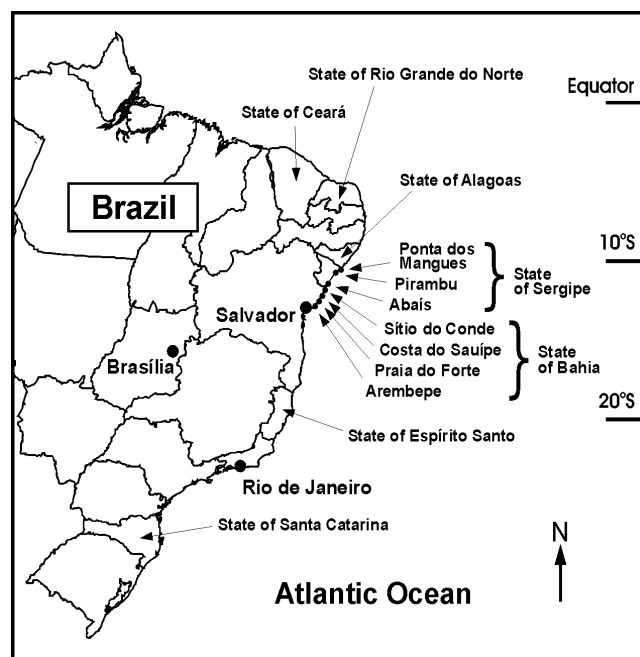 State of Rio Grande do Norte
Equator
State of Ceará
State of Alagoas
Brazil
Ponta dos
Mangues
10°S
Pirambu
State
of Sergipe
Abaís
Salvador
Sítio do Conde
Costa do Sauípe
State
of Bahia
Brasília
Praia do Forte
Arembepe
20°S
State of Espírito Santo
Rio de Janeiro
State of Santa Catarina
N
Atlantic Ocean